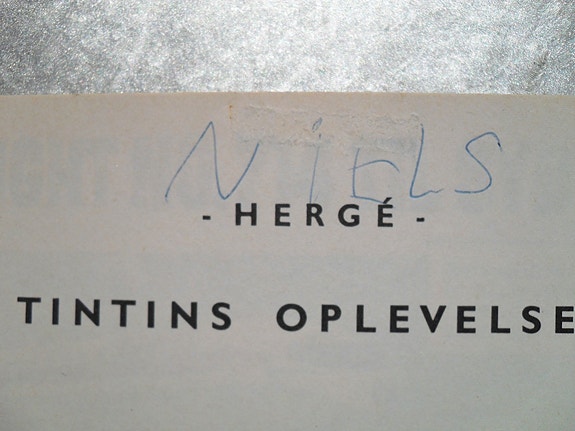 NiELS
- HERGÉ -
TINTINS OPLEVELSE